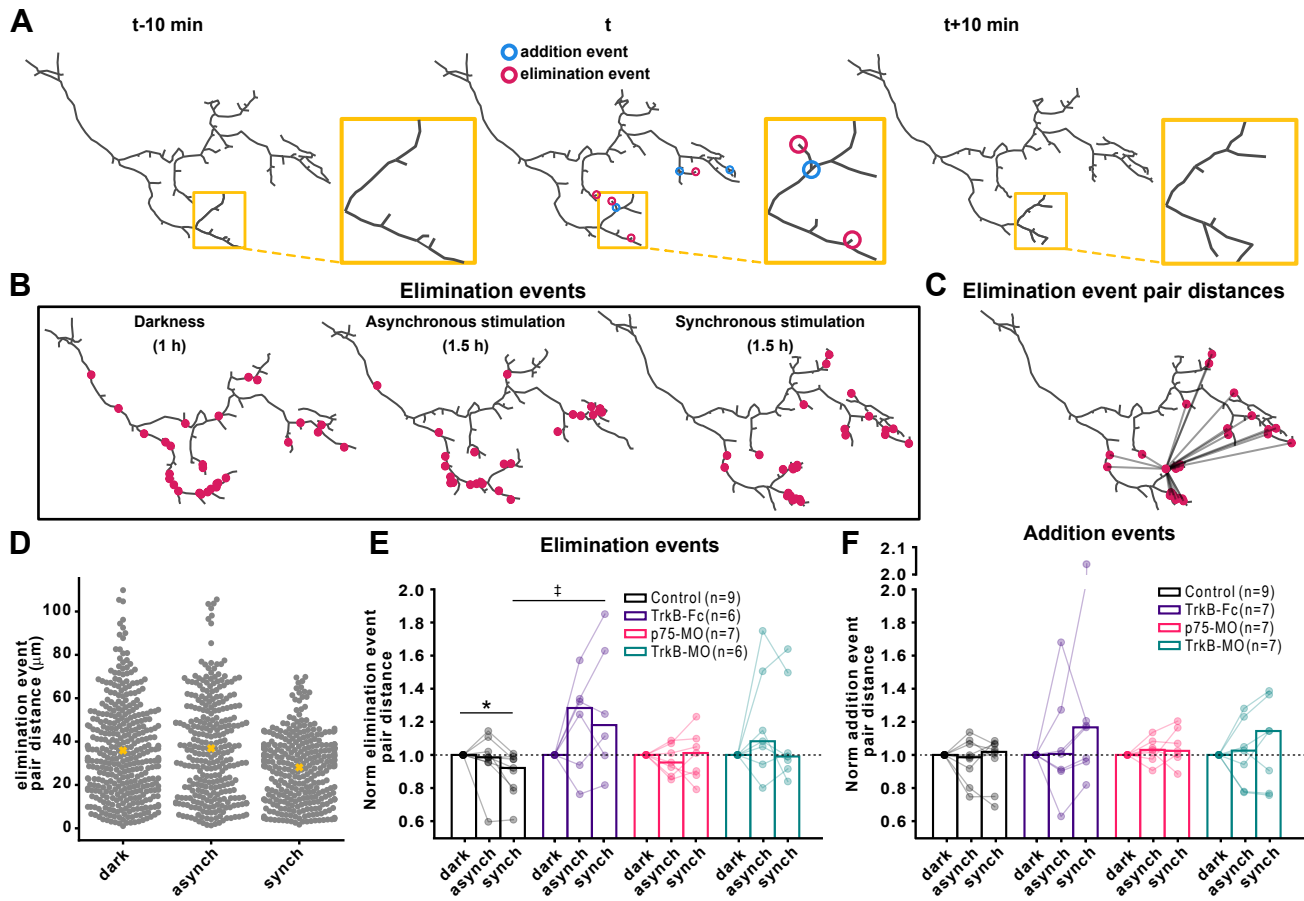 A
t-10 min
t
t+10 min
addition event
elimination event
B
Elimination events
Darkness
(1 h)
Asynchronous stimulation
(1.5 h)
Synchronous stimulation
(1.5 h)
C
Elimination event pair distances
D
elimination event
pair distance (μm)
100
80
60
40
20
0
dark
asynch
synch
E
Elimination events
Norm elimination event
pair distance
2.0
1.8
1.6
1.4
1.2
1.0
0.8
0.6
*
‡
Control (n=9)
TrkB-Fc(n=6)
p75-MO(n=7)
TrkB-MO(n=6)
dark
asynch
synch
dark
asynch
synch
dark
asynch
synch
dark
asynch
synch
F
Addition events
Norm addition event
pair distance
2.1
2.0
2.0
1.8
1.6
1.4
1.2
1.0
0.8
0.6
Control (n=9)
TrkB-Fc(n=7)
p75-MO(n=7)
TrkB-MO(n=7)
dark
asynch
synch
dark
asynch
synch
dark
asynch
synch
dark
asynch
synch